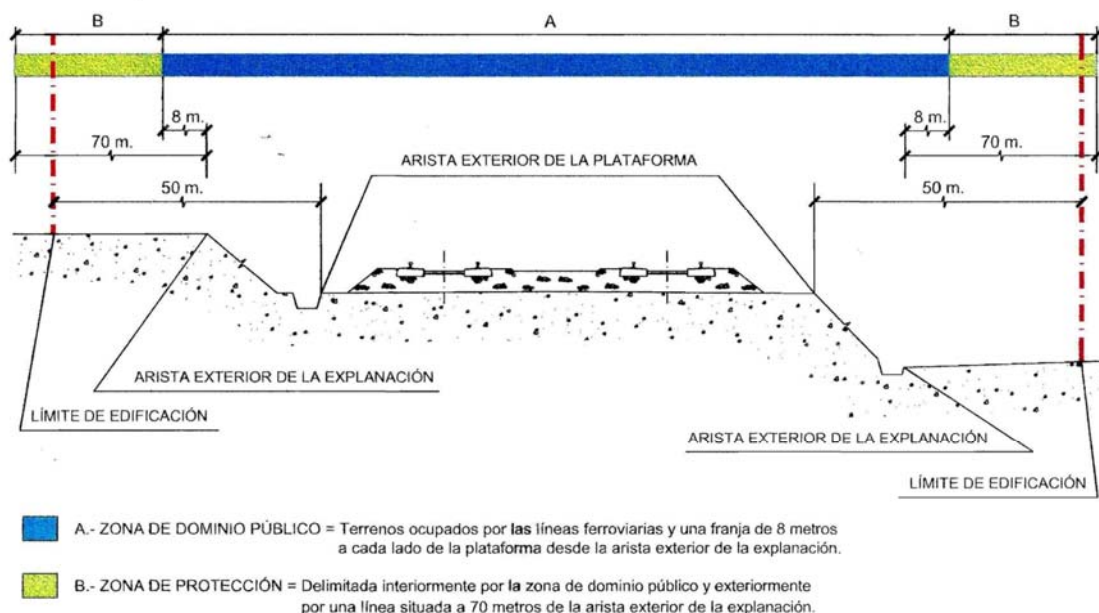 B A B
8 m. 8 m.
70 m. 70 m.
ARISTA EXTERIOR DE LA PLATAFORMA
50 m. 50 m.
ARISTA EXTERIOR DE LA EXPLANACIÓN
LÍMITE DE EDIFICACIÓN
ARISTA EXTERIOR DE LA EXPLANACIÓN
LÍMITE DE EDIFICACIÓN
A.- ZONA DE DOMINIO PÚBLICO = Terrenos ocupados por las líneas ferroviarias y una franja de 8 metros
a cada lado de la plataforma desde la arista exterior de la explanación.
B.- ZONA DE PROTECCIÓN = Delimitada interiormente por la zona de dominio público y exteriormente
por una línea situada a 70 metros de la arista exterior de la explanación.